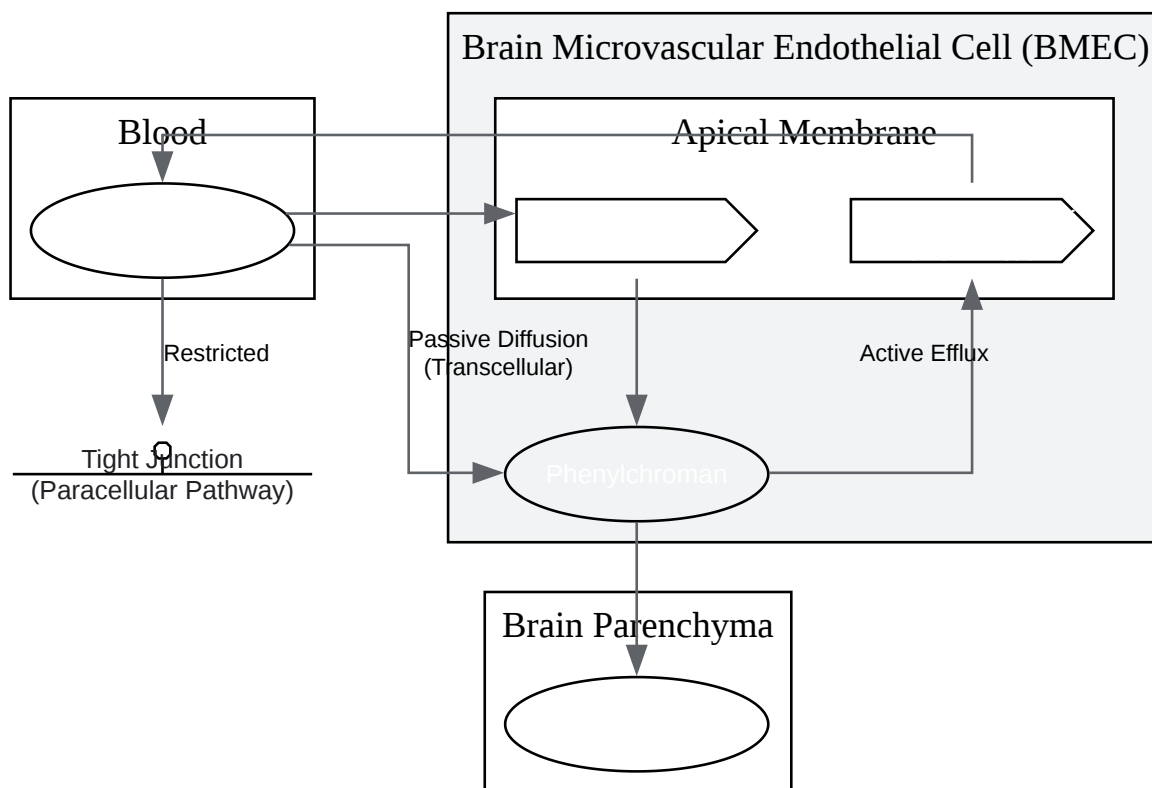 Brain Microvascular Endothelial Cell (BMEC)
Blood
Apical Membrane
Passive Diffusion
(Transcellular)
Restricted
Active Efflux
Tight Junction
(Paracellular Pathway)
Phenylchroman
Brain Parenchyma